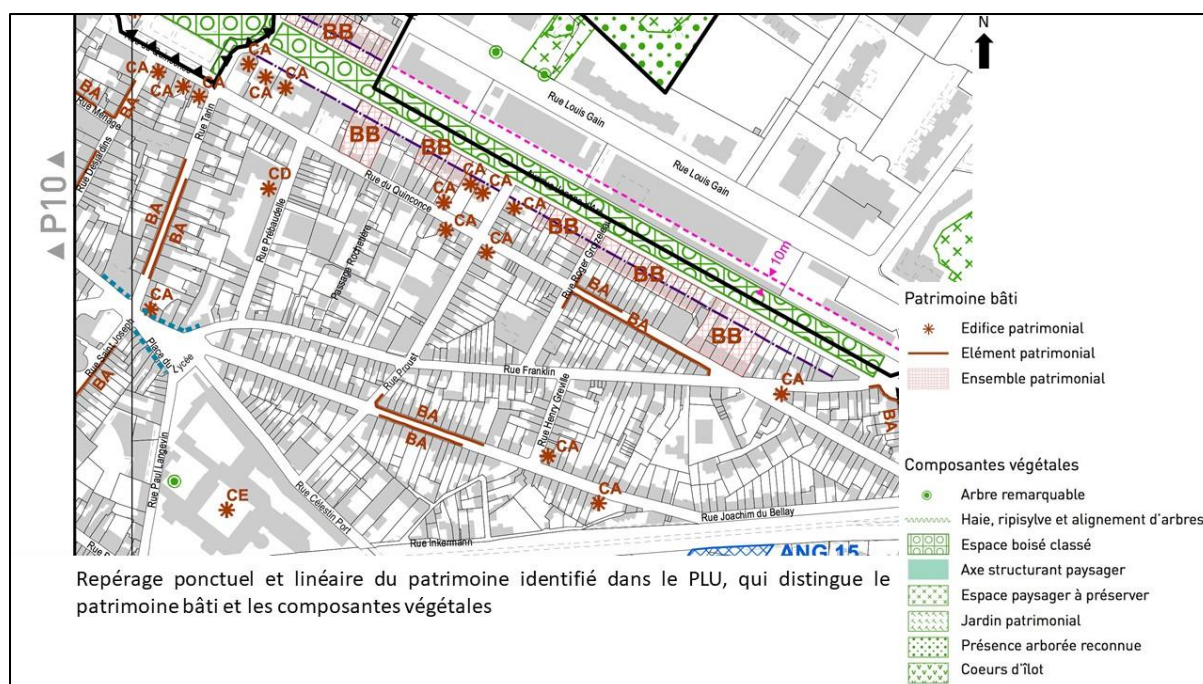 BB
N
CA
CA
CA
CA
CA
CA
BA
BA
Rue Ménage
Rue Tarin
Rue Louis Gain
Rue Louis Gain
Rue Desjardins
BB
BB
CD
CA
CA
CA
CA
CA
CA
Rue du Quinconce
BA
BA
Rue Prébaudelle
Passage Rochetière
BB
10m
▲P10▲
BB
BA
BA
BB
CA
Rue Saint Joseph
Place du Lycée
BA
Rue Proust
Rue Franklin
CA
BA
BA
BA
Rue Henry Gréville
CA
CA
Rue Paul Langevin
CE
Rue Célestin Port
Rue Joachim du Bellay
Rue Inkermann
ANG 15
Patrimoine bâti
Edifice patrimonial
Elément patrimonial
Ensemble patrimonial
Composantes végétales
Arbre remarquable
Haie, ripisylve et alignement d'arbres
Espace boisé classé
Axe structurant paysager
Espace paysager à préserver
Jardin patrimonial
Présence arborée reconnue
Coeurs d'îlot
Repérage ponctuel et linéaire du patrimoine identifié dans le PLU, qui distingue le
patrimoine bâti et les composantes végétales